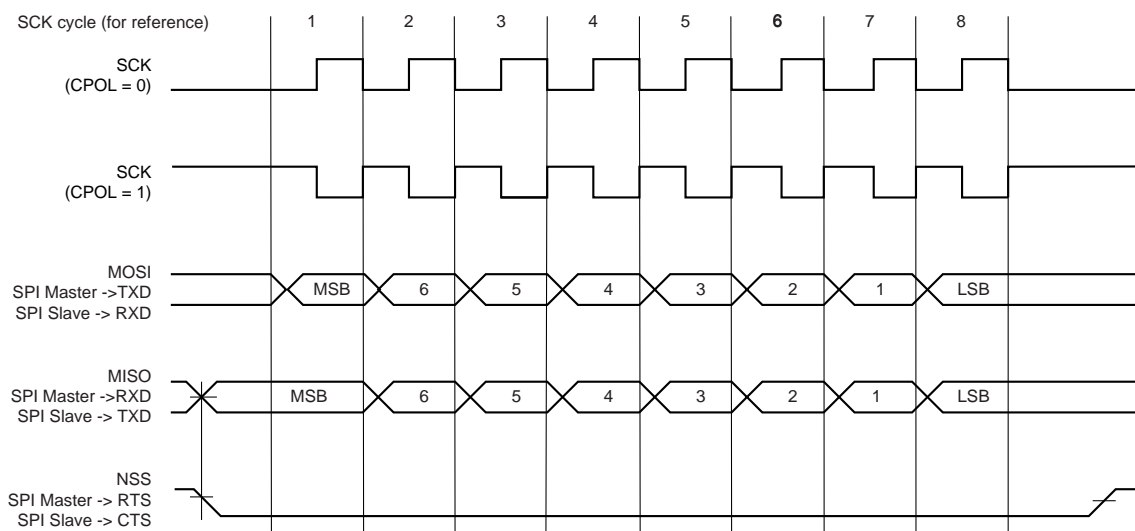 SCK cycle (for reference) 1 2 3 4 5 6 7 8
SCK
(CPOL = 0)
SCK
(CPOL = 1)
MOSI
SPI Master ->TXD
SPI Slave -> RXD
MSB 6 5 4 3 2 1 LSB
MISO
SPI Master ->RXD
SPI Slave -> TXD
MSB 6 5 4 3 2 1 LSB
NSS
SPI Master -> RTS
SPI Slave -> CTS